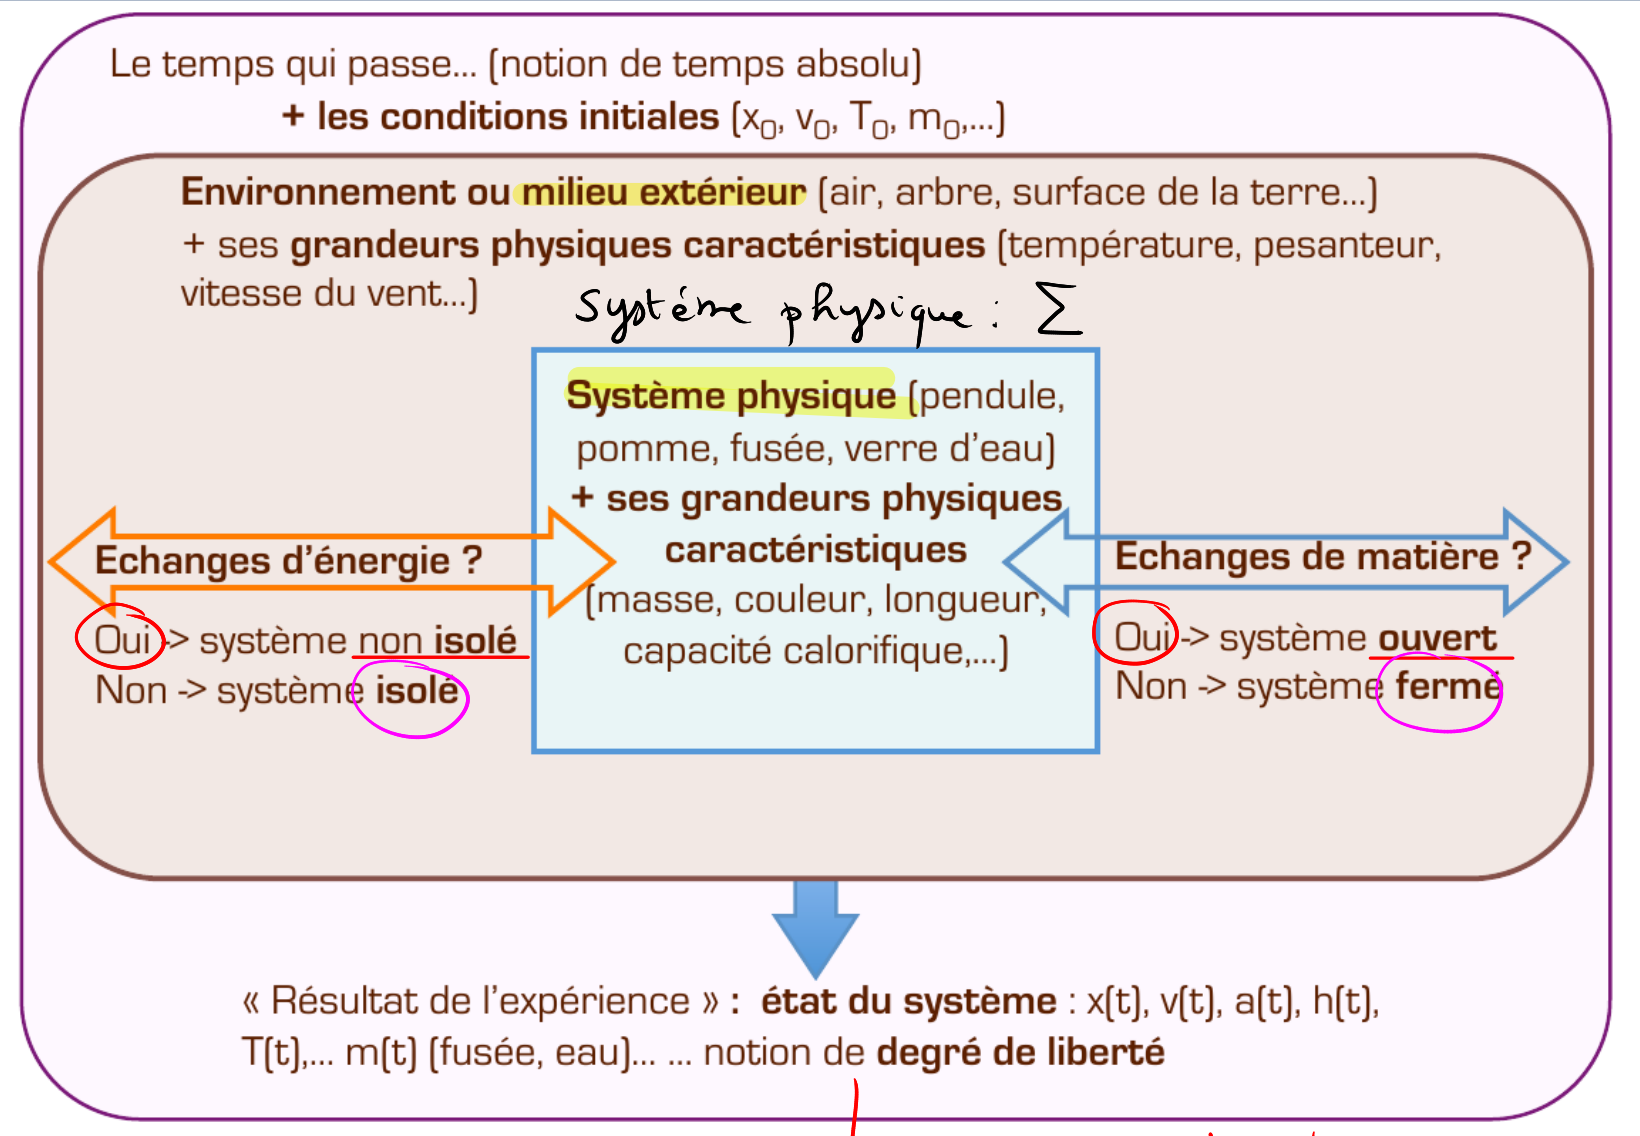 Le temps qui passe... (notion de temps absolu)
+ les conditions initiales (x₀, v₀, T₀, m₀,...)
Environnement ou milieu extérieur (air, arbre, surface de la terre...)
+ ses grandeurs physiques caractéristiques (température, pesanteur,
vitesse du vent...)
Système physique : Σ
Système physique (pendule,
pomme, fusée, verre d'eau)
+ ses grandeurs physiques
caractéristiques
(masse, couleur, longueur,
capacité calorifique,...)
Echanges d'énergie ?
Oui -> système non isolé
Non -> système isolé
Echanges de matière ?
Oui -> système ouvert
Non -> système fermé
« Résultat de l'expérience » : état du système : x(t), v(t), a(t), h(t),
T(t),... m(t) (fusée, eau)... ... notion de degré de liberté